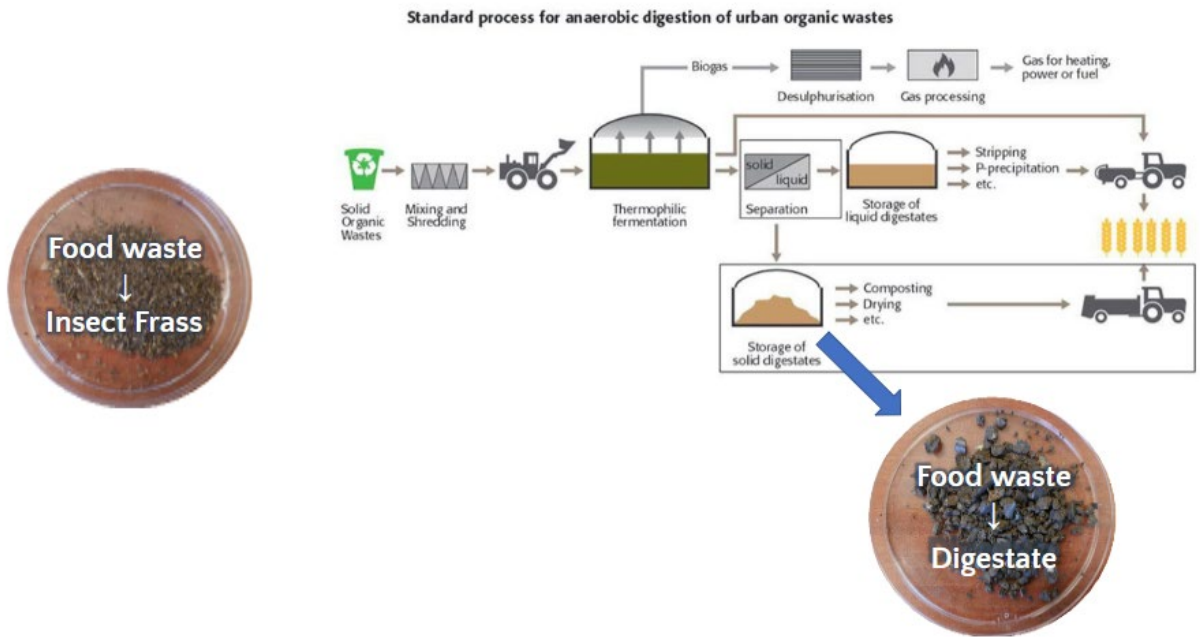 Standard process for anaerobic digestion of urban organic wastes
Biogas
Desulphurisation
Gas processing
Gas for heating,
power or fuel
Solid
Organic
Wastes
Mixing and
Shredding
Thermophilic
fermentation
solid
liquid
Separation
Storage of
liquid digestates
Stripping
P-precipitation
etc.
Storage of
solid digestates
Composting
Drying
etc.
Food waste
↓
Insect Frass
Food waste
↓
Digestate